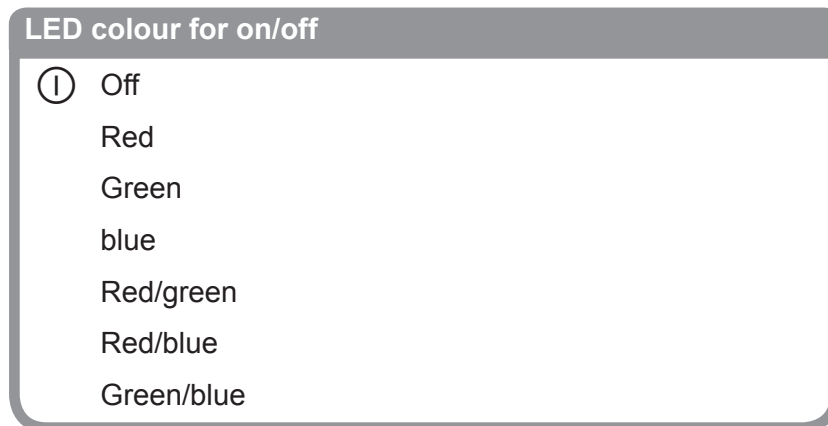 LED colour for on/off
Off
Red
Green
blue
Red/green
Red/blue
Green/blue